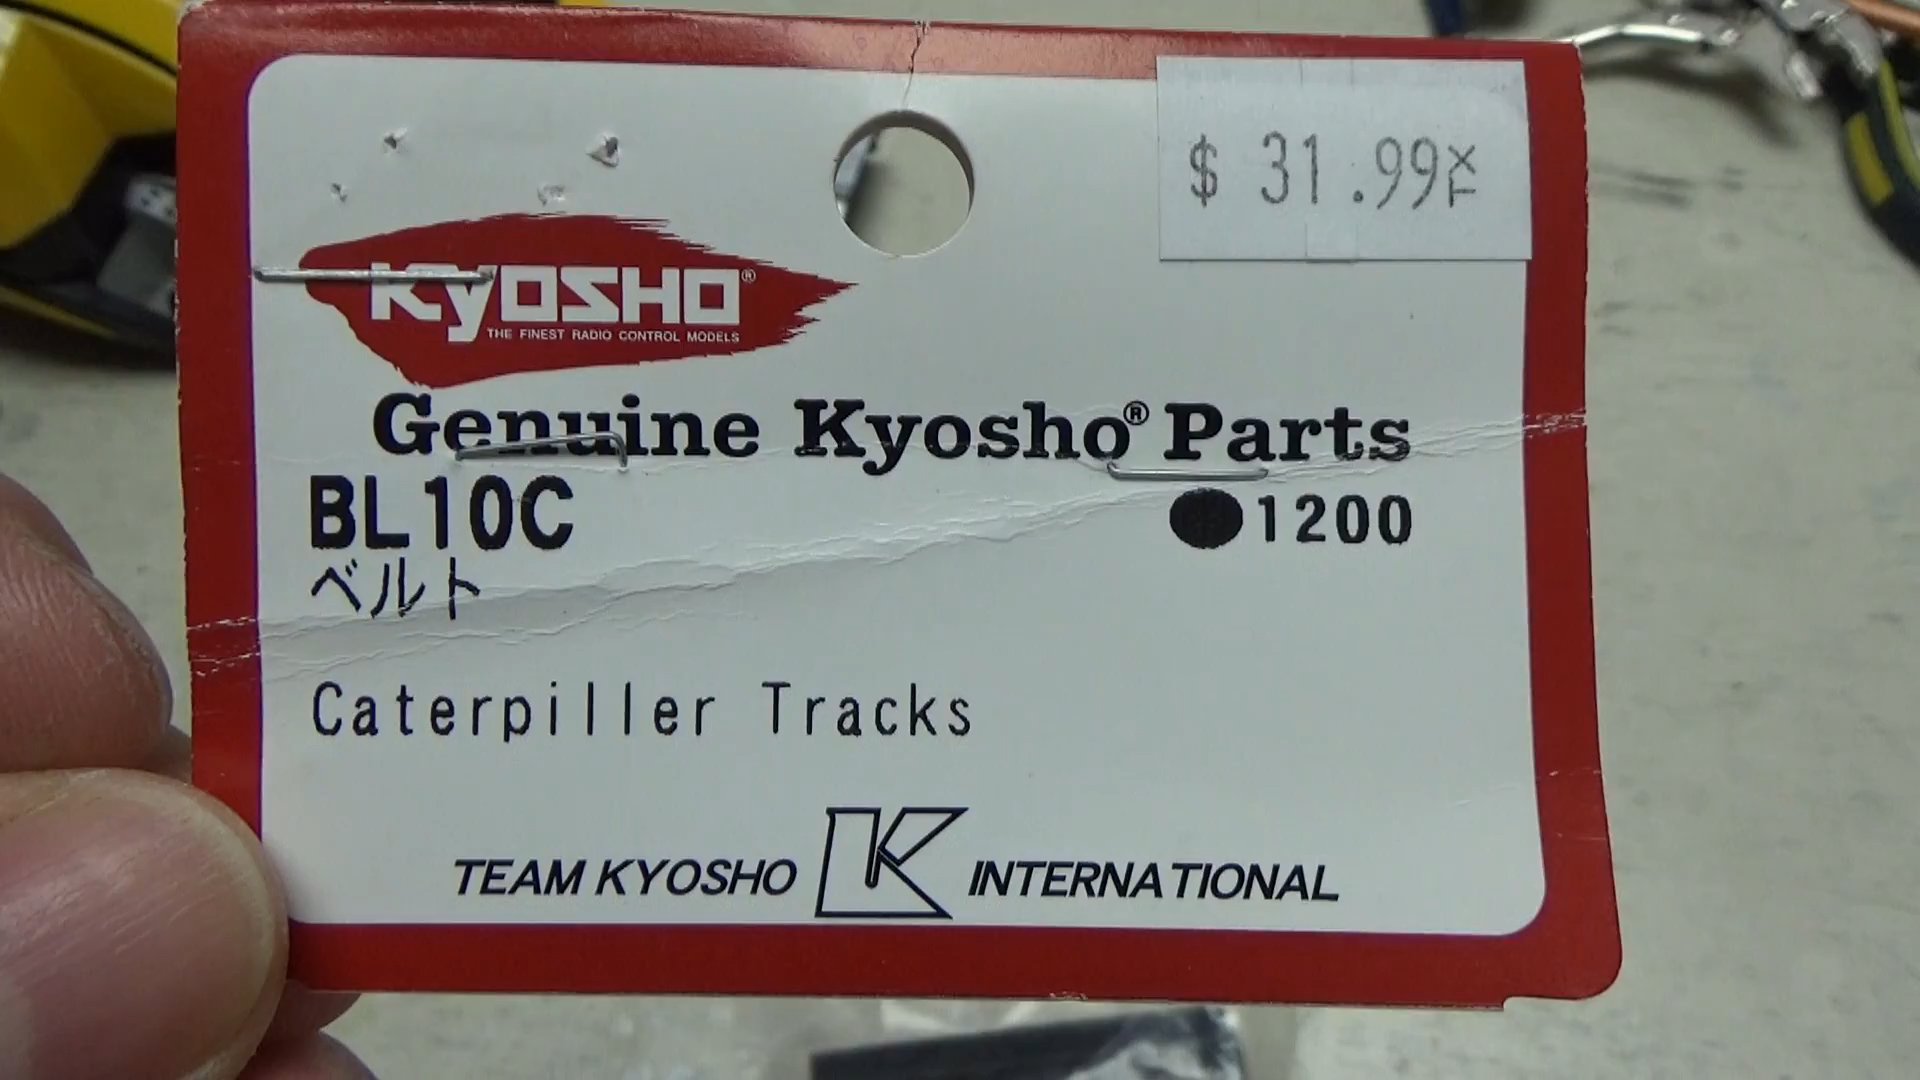 $ 31.99
KYOSHO®
THE FINEST RADIO CONTROL MODELS
Genuine Kyosho® Parts
BL10C ●1200
ベルト
Caterpiller Tracks
TEAM KYOSHO K INTERNATIONAL